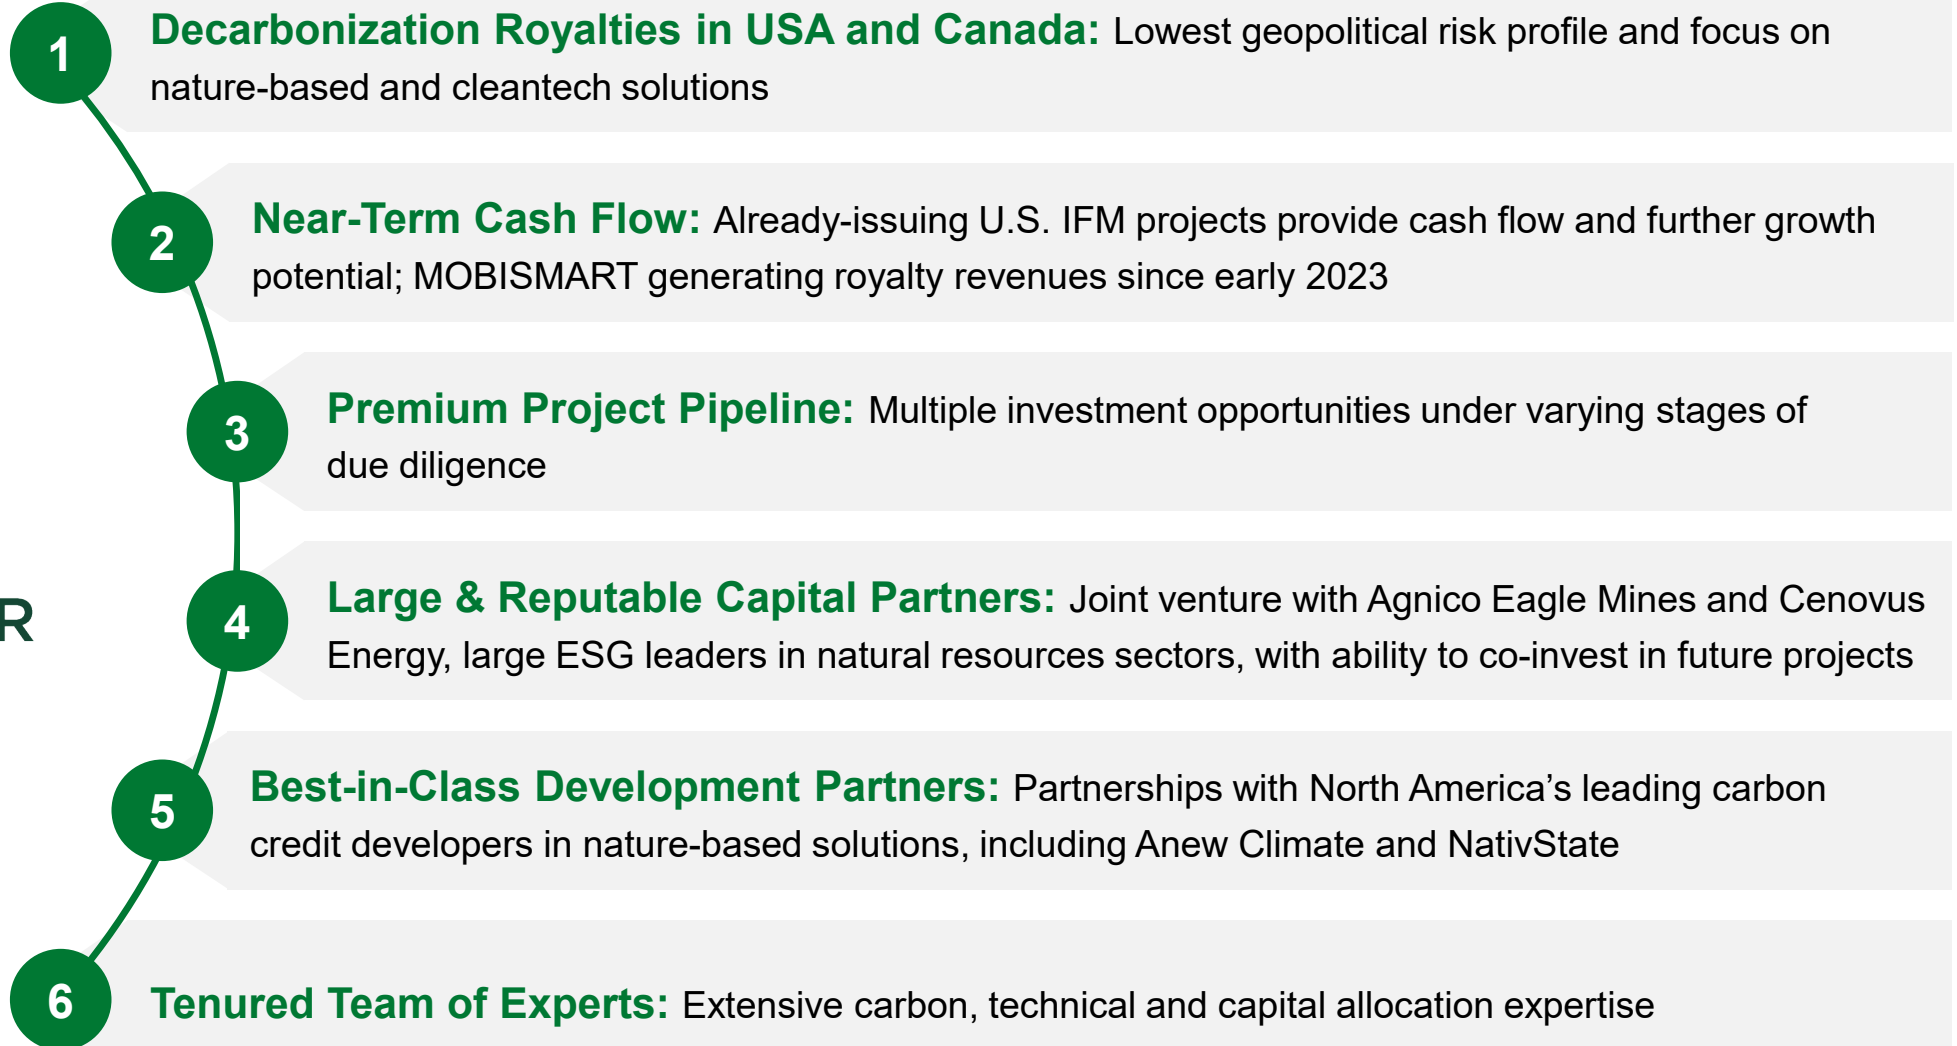 1
Decarbonization Royalties in USA and Canada: Lowest geopolitical risk profile and focus on
nature-based and cleantech solutions
2
Near-Term Cash Flow: Already-issuing U.S. IFM projects provide cash flow and further growth
potential; MOBISMART generating royalty revenues since early 2023
3
Premium Project Pipeline: Multiple investment opportunities under varying stages of
due diligence
R
4
Large & Reputable Capital Partners: Joint venture with Agnico Eagle Mines and Cenovus
Energy, large ESG leaders in natural resources sectors, with ability to co-invest in future projects
5
Best-in-Class Development Partners: Partnerships with North America’s leading carbon
credit developers in nature-based solutions, including Anew Climate and NativState
6
Tenured Team of Experts: Extensive carbon, technical and capital allocation expertise